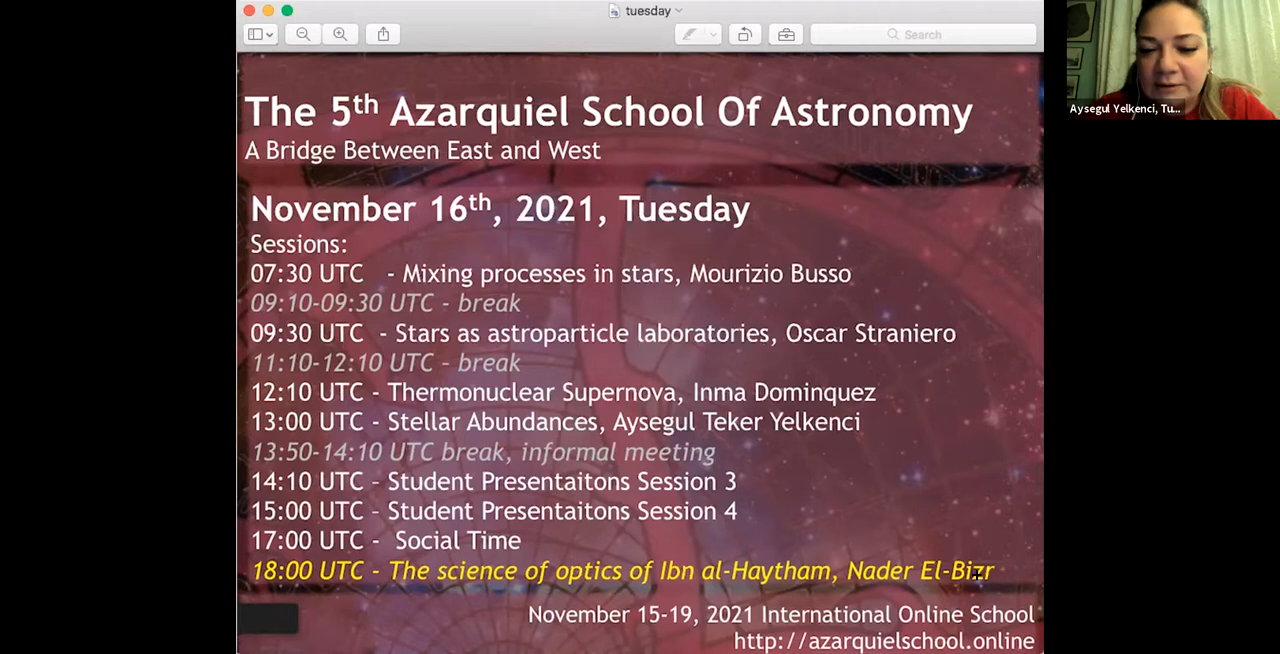 tuesday
Search
Aysegul Yelkenci, Tu...
The 5th Azarquiel School Of Astronomy
A Bridge Between East and West
November 16th, 2021, Tuesday
Sessions:
07:30 UTC - Mixing processes in stars, Mourizio Busso
09:10-09:30 UTC - break
09:30 UTC - Stars as astroparticle laboratories, Oscar Straniero
11:10-12:10 UTC - break
12:10 UTC - Thermonuclear Supernova, Inma Dominquez
13:00 UTC - Stellar Abundances, Aysegul Teker Yelkenci
13:50-14:10 UTC break, informal meeting
14:10 UTC - Student Presentaitons Session 3
15:00 UTC - Student Presentaitons Session 4
17:00 UTC - Social Time
18:00 UTC - The science of optics of Ibn al-Haytham, Nader El-Bizr
November 15-19, 2021 International Online School
http://azarquielschool.online